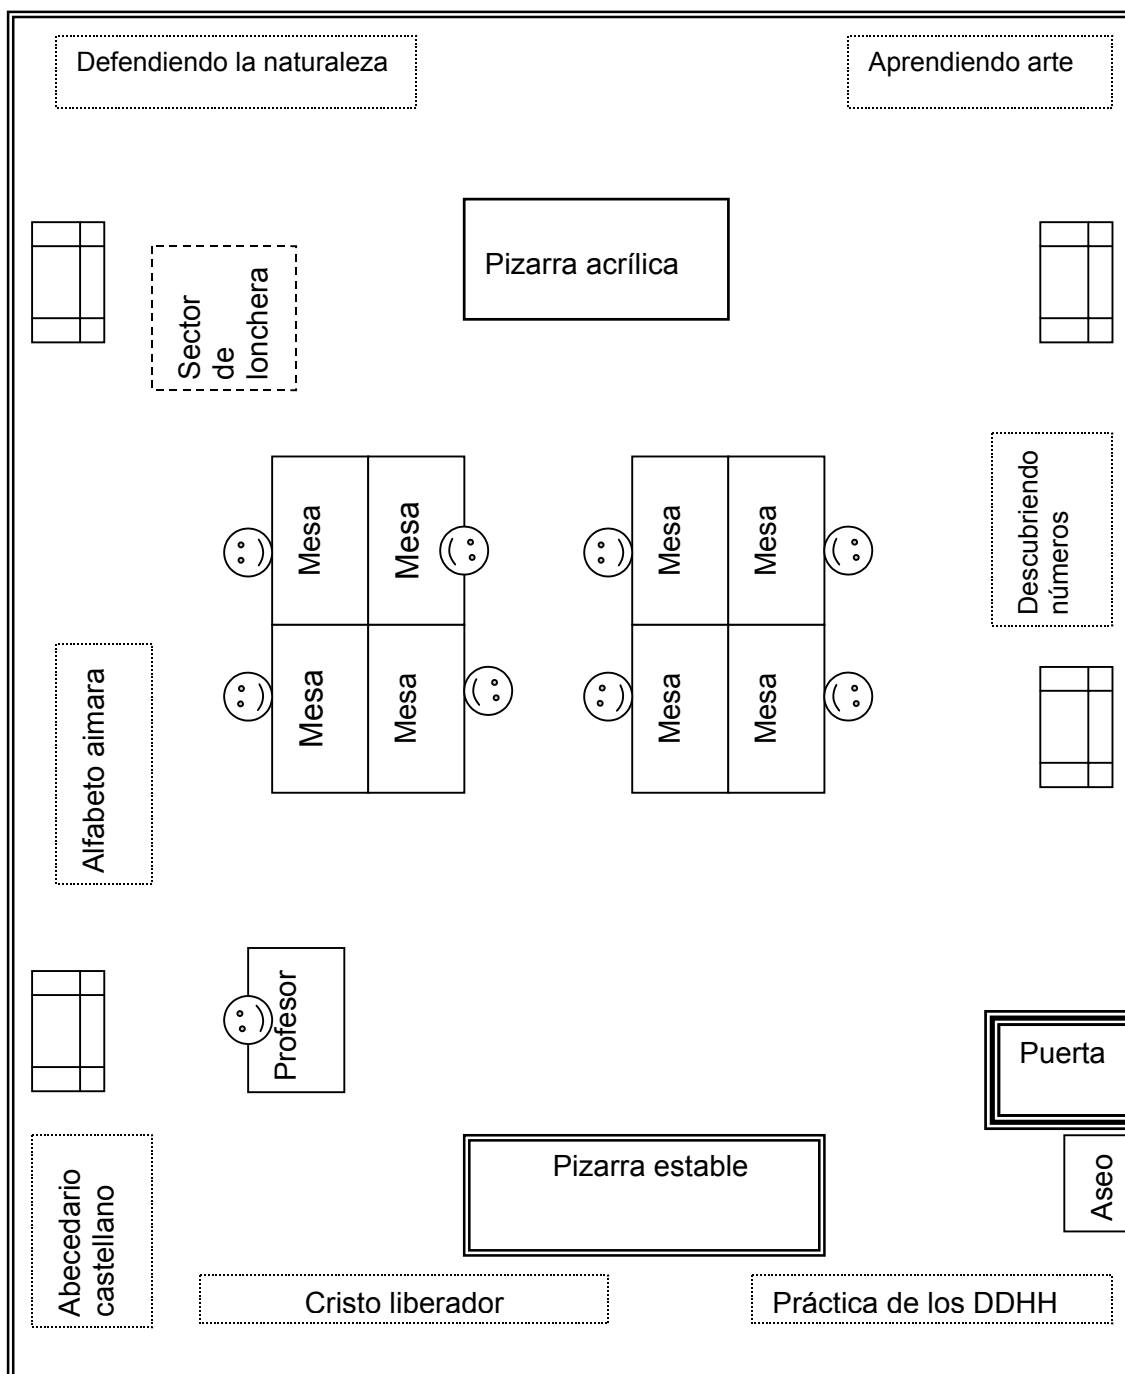 Defendiendo la naturaleza
Aprendiendo arte
Pizarra acrílica
Sector
de
lonchera
Mesa
Mesa
Mesa
Mesa
Descubriendo
números
Mesa
Mesa
Mesa
Mesa
Alfabeto aimara
Profesor
Puerta
Pizarra estable
Aseo
Abecedario
castellano
Cristo liberador
Práctica de los DDHH